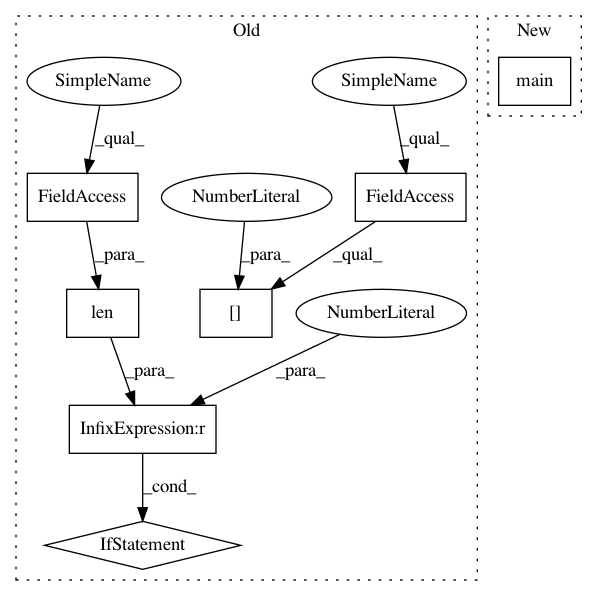 Old
New
SimpleName
SimpleName
main
_qual_
_qual_
FieldAccess
NumberLiteral
FieldAccess
_para_
_para_
_qual_
len
[]
NumberLiteral
_para_
_para_
InfixExpression:r
_cond_
IfStatement